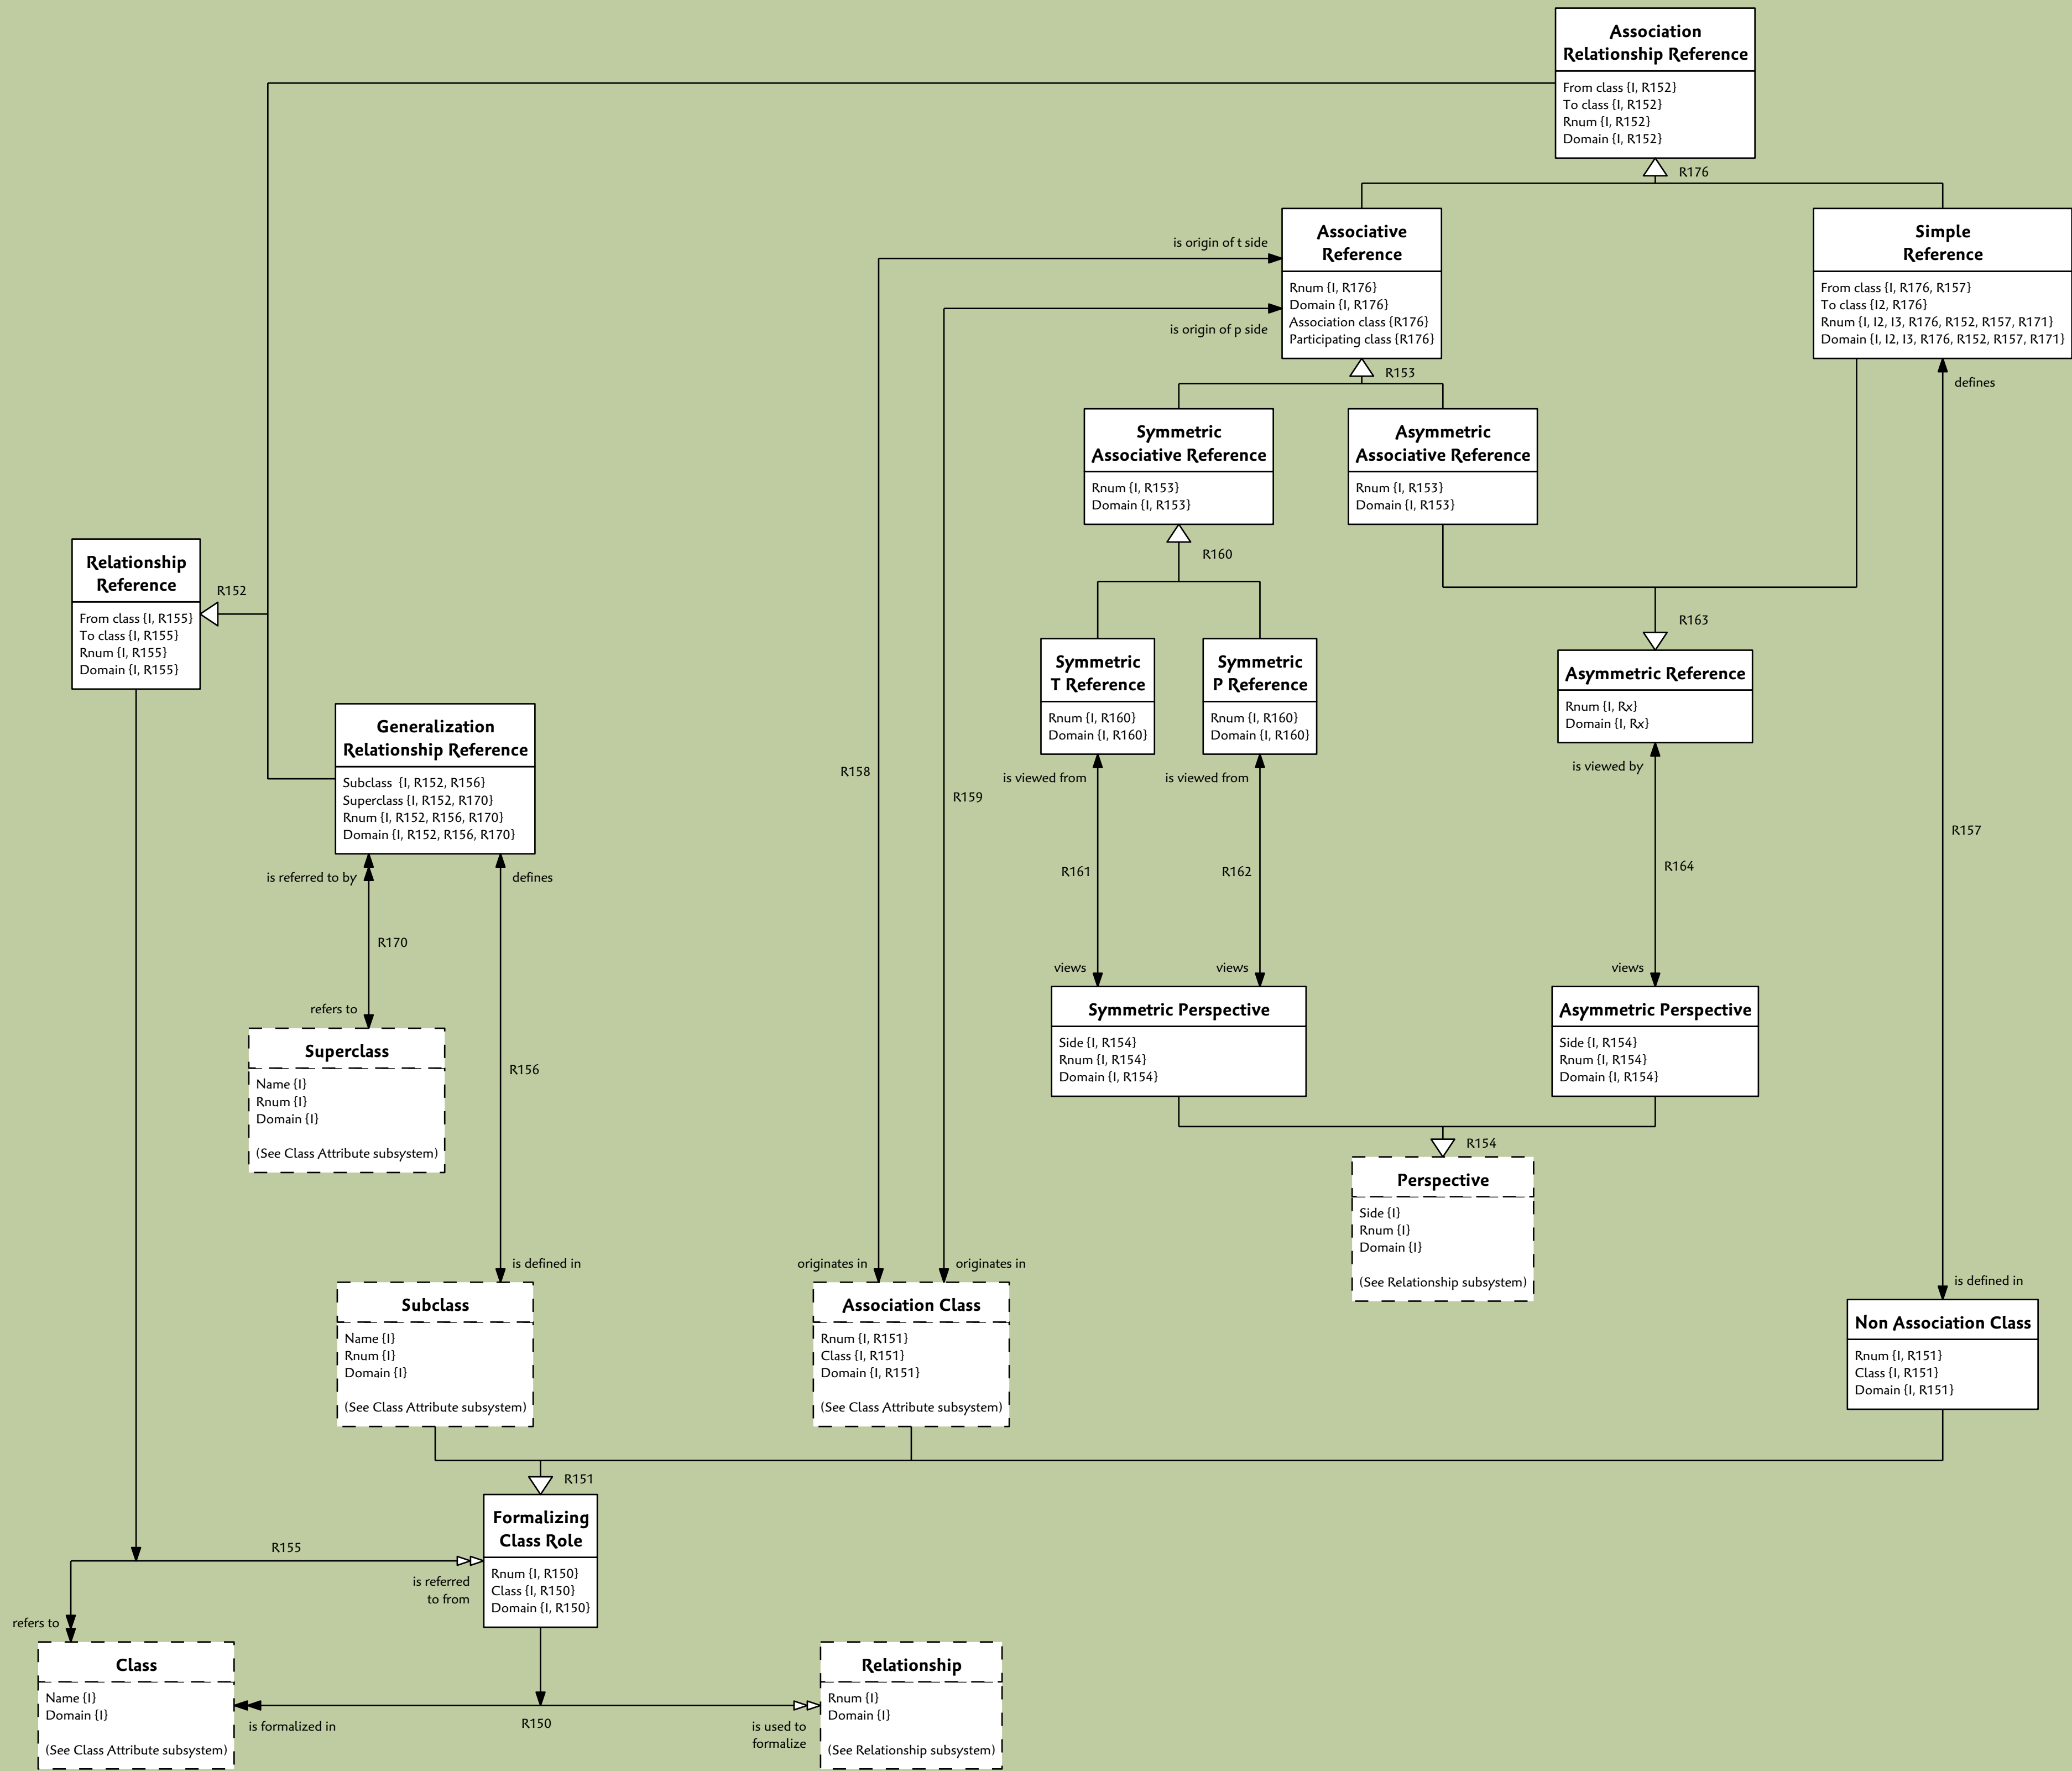 Association
Relationship Reference
From class {I, R152}
To class {I, R152}
Rnum {I, R152}
Domain {I, R152}
R176
Associative
Reference
Rnum {I, R176}
Domain {I, R176}
Association class {R176}
Participating class {R176}
is origin of t side
is origin of p side
Simple
Reference
From class {I, R176, R157}
To class {I2, R176}
Rnum {I, I2, I3, R176, R152, R157, R171}
Domain {I, I2, I3, R176, R152, R157, R171}
defines
R153
Symmetric
Associative Reference
Rnum {I, R153}
Domain {I, R153}
Asymmetric
Associative Reference
Rnum {I, R153}
Domain {I, R153}
R160
Relationship
Reference
From class {I, R155}
To class {I, R155}
Rnum {I, R155}
Domain {I, R155}
R152
R163
Symmetric
T Reference
Rnum {I, R160}
Domain {I, R160}
Symmetric
P Reference
Rnum {I, R160}
Domain {I, R160}
Asymmetric Reference
Rnum {I, Rx}
Domain {I, Rx}
Generalization
Relationship Reference
Subclass {I, R152, R156}
Superclass {I, R152, R170}
Rnum {I, R152, R156, R170}
Domain {I, R152, R156, R170}
R158
R159
is viewed from
is viewed from
is viewed by
R157
is referred to by
defines
R161
R162
R164
R170
views
views
views
refers to
Symmetric Perspective
Side {I, R154}
Rnum {I, R154}
Domain {I, R154}
Asymmetric Perspective
Side {I, R154}
Rnum {I, R154}
Domain {I, R154}
Superclass
Name {I}
Rnum {I}
Domain {I}
(See Class Attribute subsystem)
R156
R154
Perspective
Side {I}
Rnum {I}
Domain {I}
(See Relationship subsystem)
is defined in
originates in
originates in
is defined in
Subclass
Name {I}
Rnum {I}
Domain {I}
(See Class Attribute subsystem)
Association Class
Rnum {I, R151}
Class {I, R151}
Domain {I, R151}
(See Class Attribute subsystem)
Non Association Class
Rnum {I, R151}
Class {I, R151}
Domain {I, R151}
R151
Formalizing
Class Role
Rnum {I, R150}
Class {I, R150}
Domain {I, R150}
R155
is referred
to from
refers to
Class
Name {I}
Domain {I}
(See Class Attribute subsystem)
is formalized in
R150
is used to
formalize
Relationship
Rnum {I}
Domain {I}
(See Relationship subsystem)